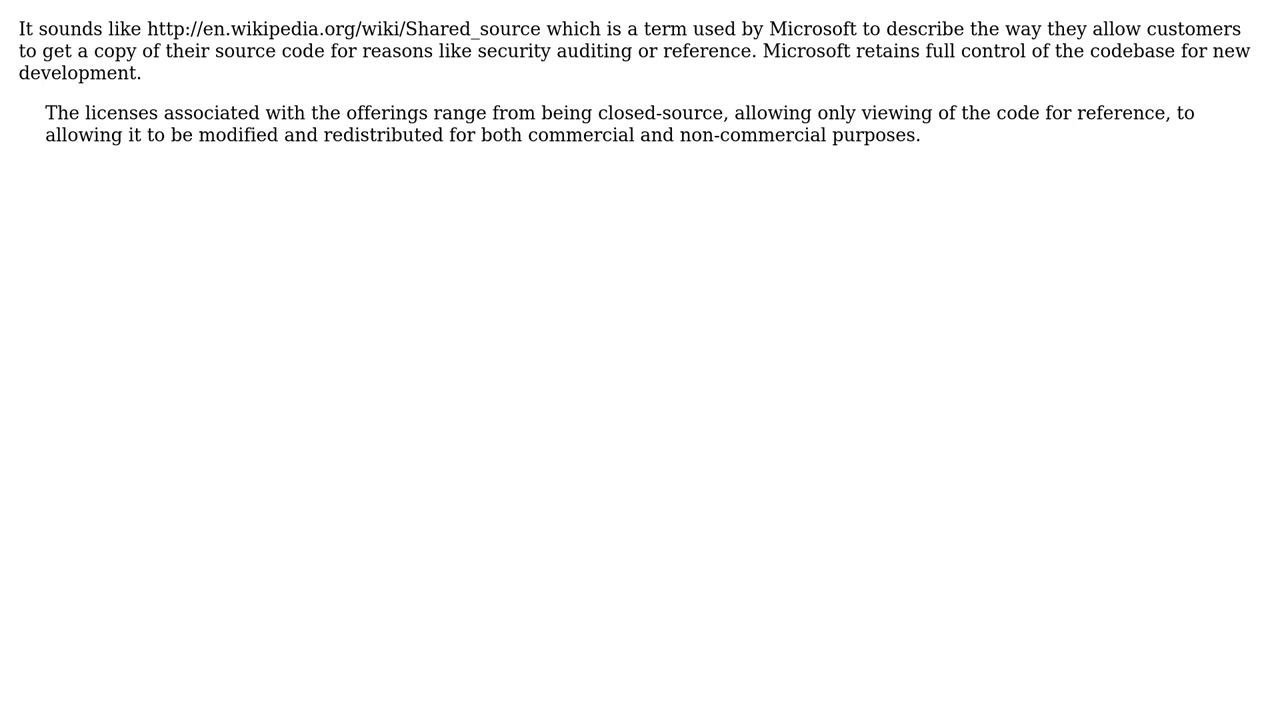 It sounds like http://en.wikipedia.org/wiki/Shared_source which is a term used by Microsoft to describe the way they allow customers
to get a copy of their source code for reasons like security auditing or reference. Microsoft retains full control of the codebase for new
development.
The licenses associated with the offerings range from being closed-source, allowing only viewing of the code for reference, to
allowing it to be modified and redistributed for both commercial and non-commercial purposes.